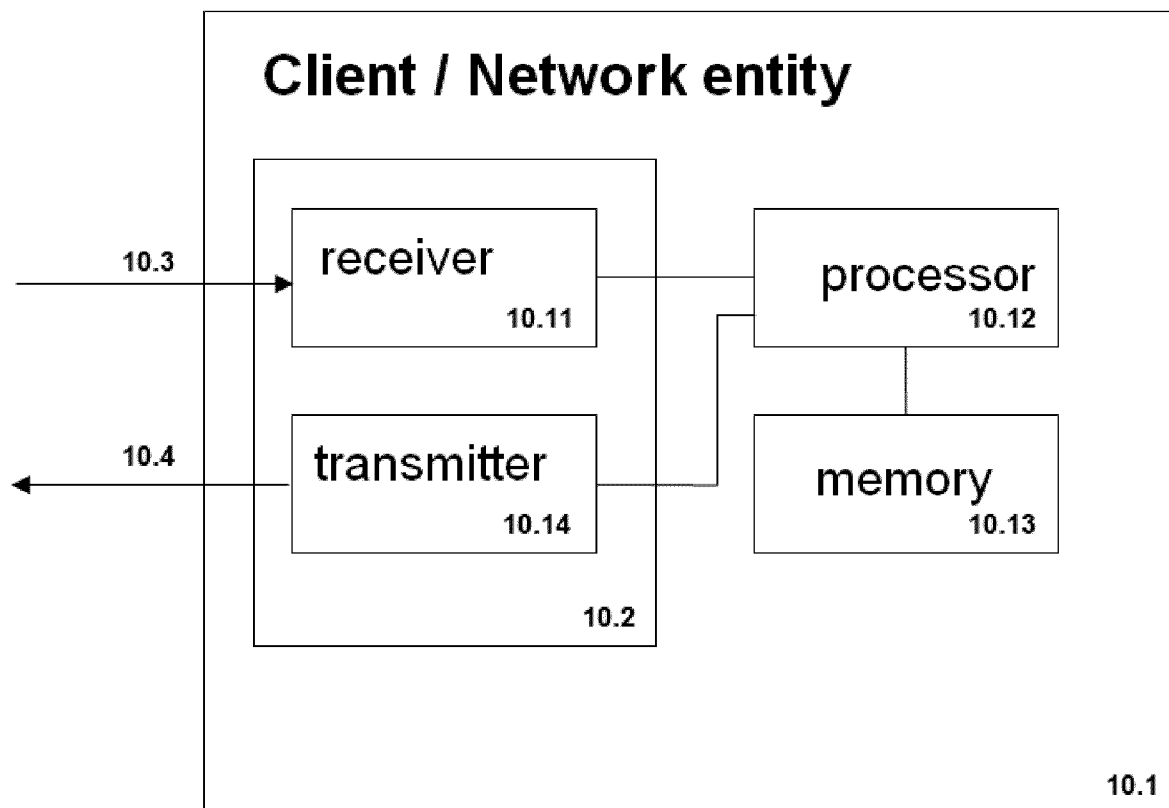 Client / Network entity
10.3
receiver
10.11
processor
10.12
10.4
transmitter
10.14
memory
10.13
10.2
10.1